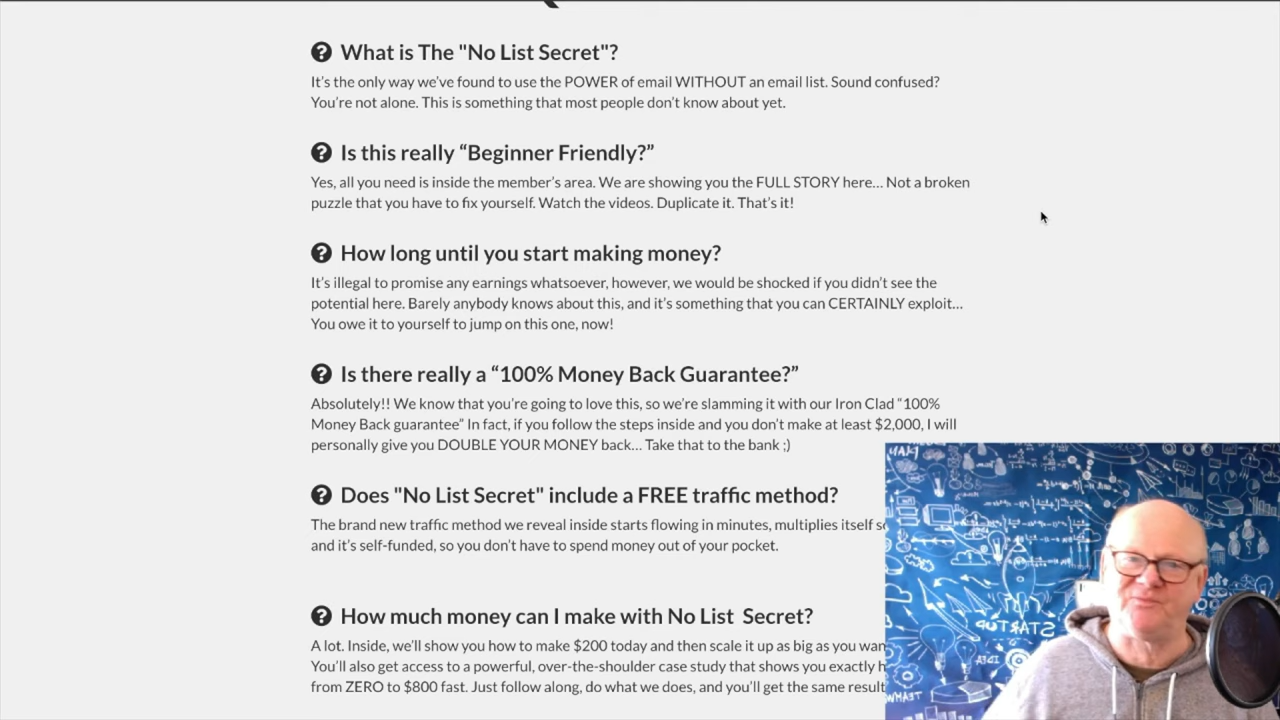 What is The "No List Secret"?
It's the only way we've found to use the POWER of email WITHOUT an email list. Sound confused?
You're not alone. This is something that most people don't know about yet.
Is this really “Beginner Friendly?”
Yes, all you need is inside the member's area. We are showing you the FULL STORY here... Not a broken
puzzle that you have to fix yourself. Watch the videos. Duplicate it. That's it!
How long until you start making money?
It's illegal to promise any earnings whatsoever, however, we would be shocked if you didn't see the
potential here. Barely anybody knows about this, and it's something that you can CERTAINLY exploit...
You owe it to yourself to jump on this one, now!
Is there really a “100% Money Back Guarantee?”
Absolutely!! We know that you're going to love this, so we're slamming it with our Iron Clad “100%
Money Back guarantee” In fact, if you follow the steps inside and you don't make at least $2,000, I will
personally give you DOUBLE YOUR MONEY back... Take that to the bank ;)
Does "No List Secret" include a FREE traffic method?
The brand new traffic method we reveal inside starts flowing in minutes, multiplies itself
and it's self-funded, so you don't have to spend money out of your pocket.
How much money can I make with No List Secret?
A lot. Inside, we'll show you how to make $200 today and then scale it up as big as you
You'll also get access to a powerful, over-the-shoulder case study that shows you exactly
from ZERO to $800 fast. Just follow along, do what we does, and you'll get the same
START UP
IDEA